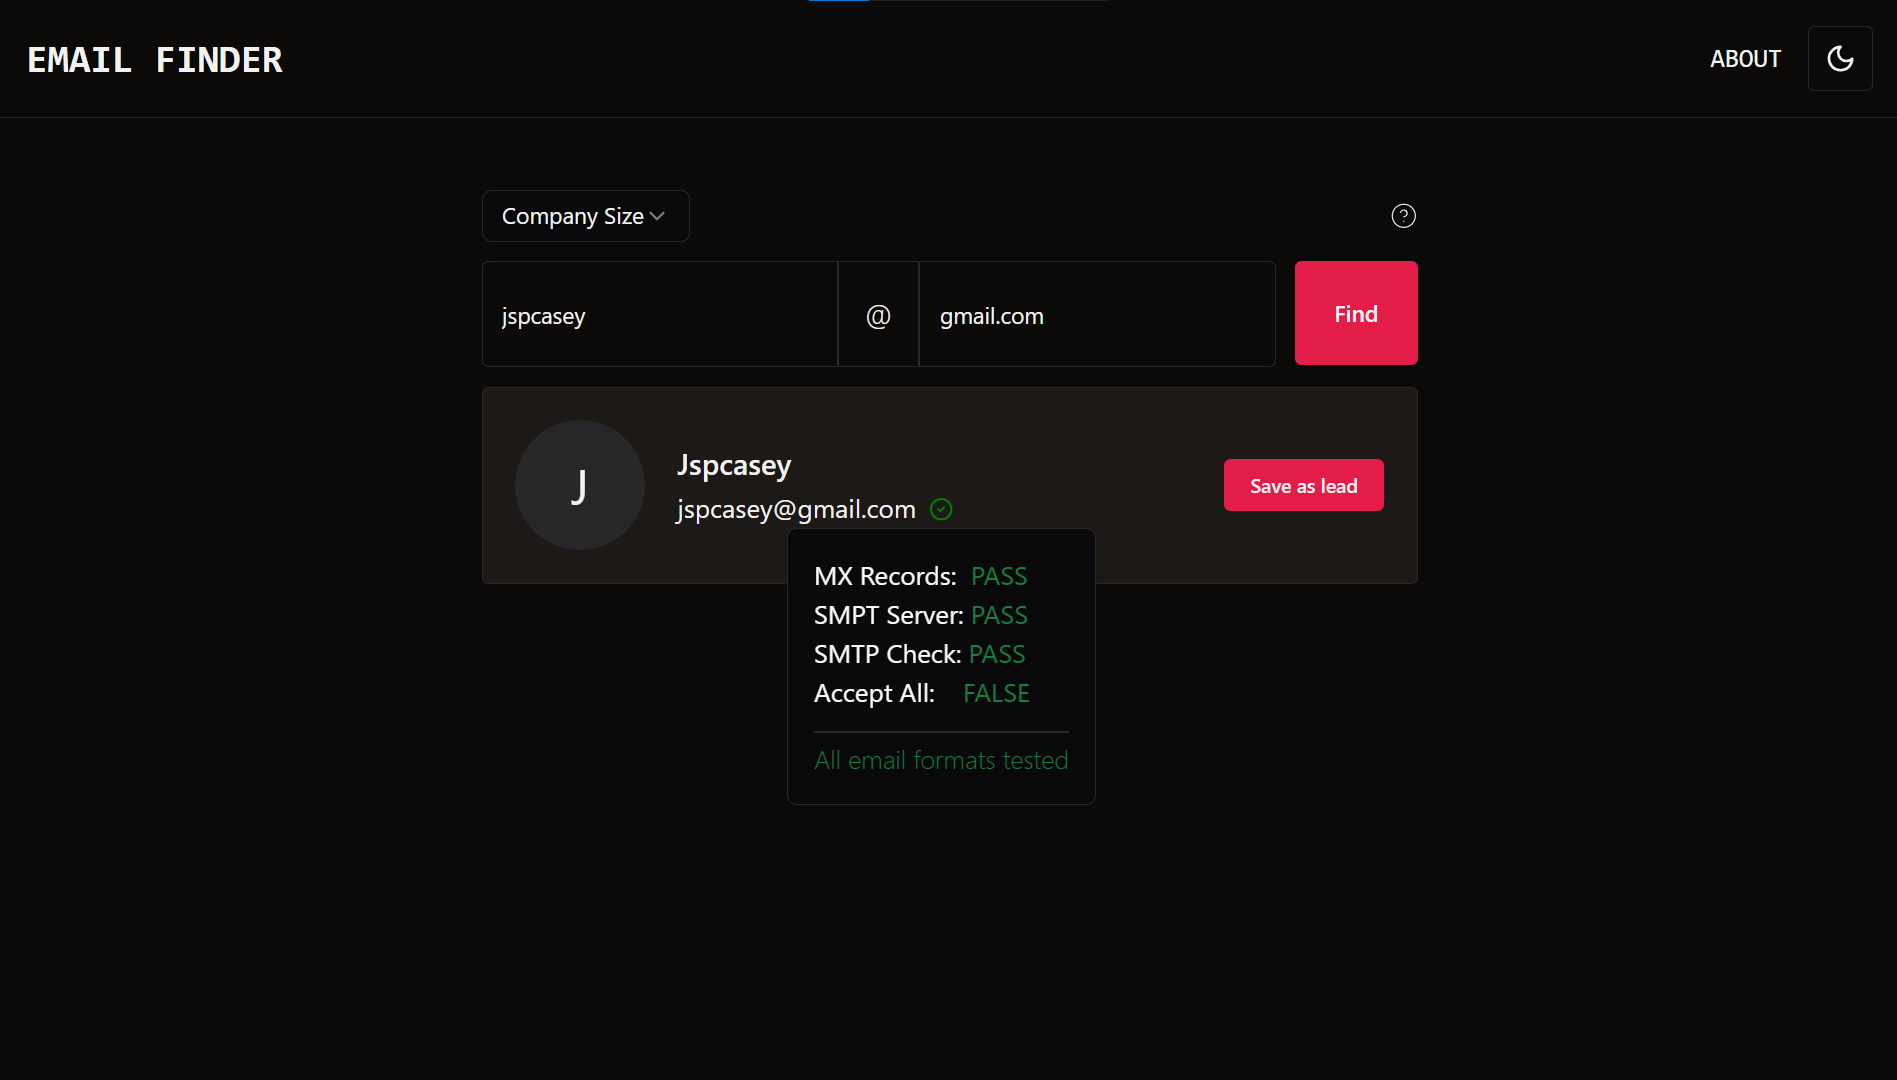 EMAIL FINDER
ABOUT
Company Size
?
jspcasey
@
gmail.com
Find
J
Jspcasey
jspcasey@gmail.com
Save as lead
MX Records: PASS
SMPT Server: PASS
SMTP Check: PASS
Accept All: FALSE
All email formats tested